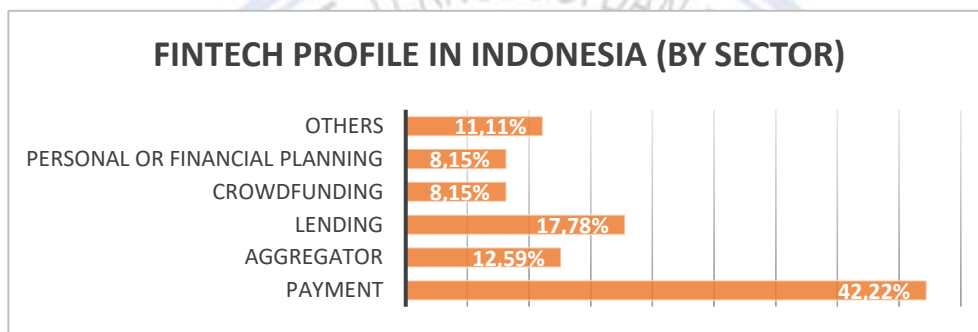 FINTECH PROFILE IN INDONESIA (BY SECTOR)
OTHERS 11,11%
PERSONAL OR FINANCIAL PLANNING 8,15%
CROWDFUNDING 8,15%
LENDING 17,78%
AGGREGATOR 12,59%
PAYMENT 42,22%